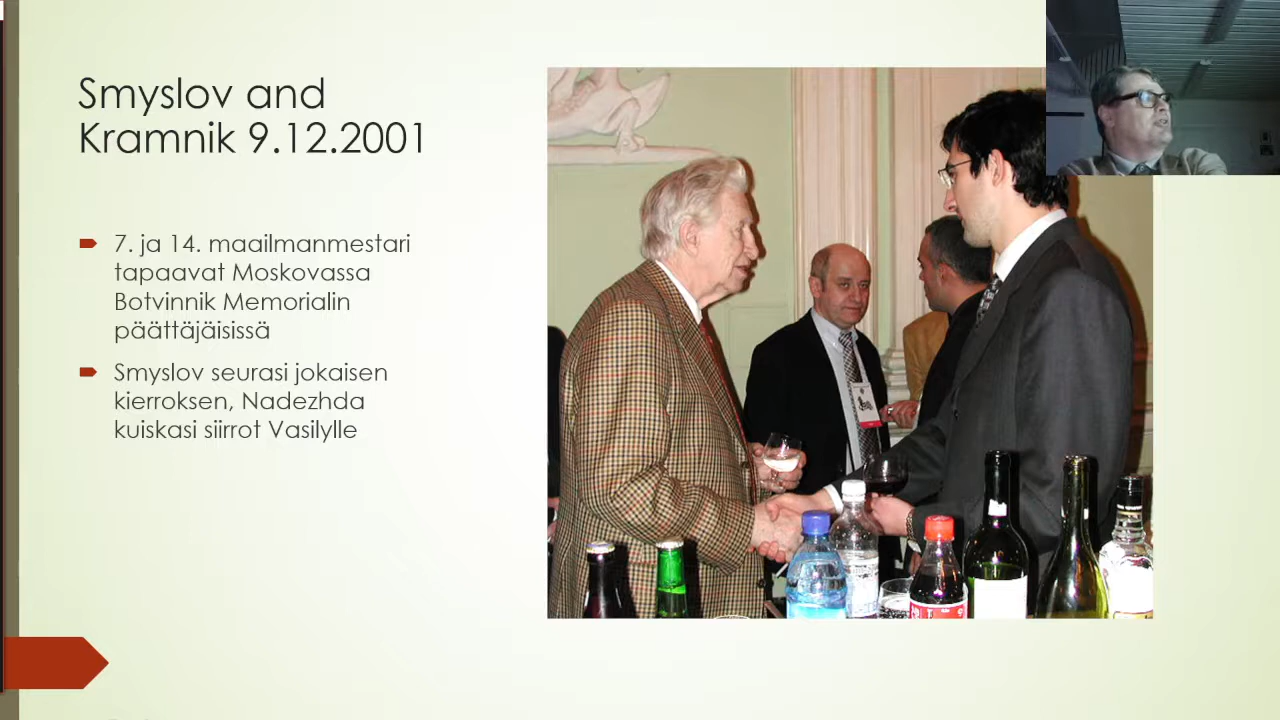 Smyslov and
Kramnik 9.12.2001
7. ja 14. maailmanmestari
tapaavat Moskovassa
Botvinnik Memorialin
päättäjäisissä
Smyslov seurasi jokaisen
kierroksen, Nadezhda
kuiskasi siirrot Vasilylle